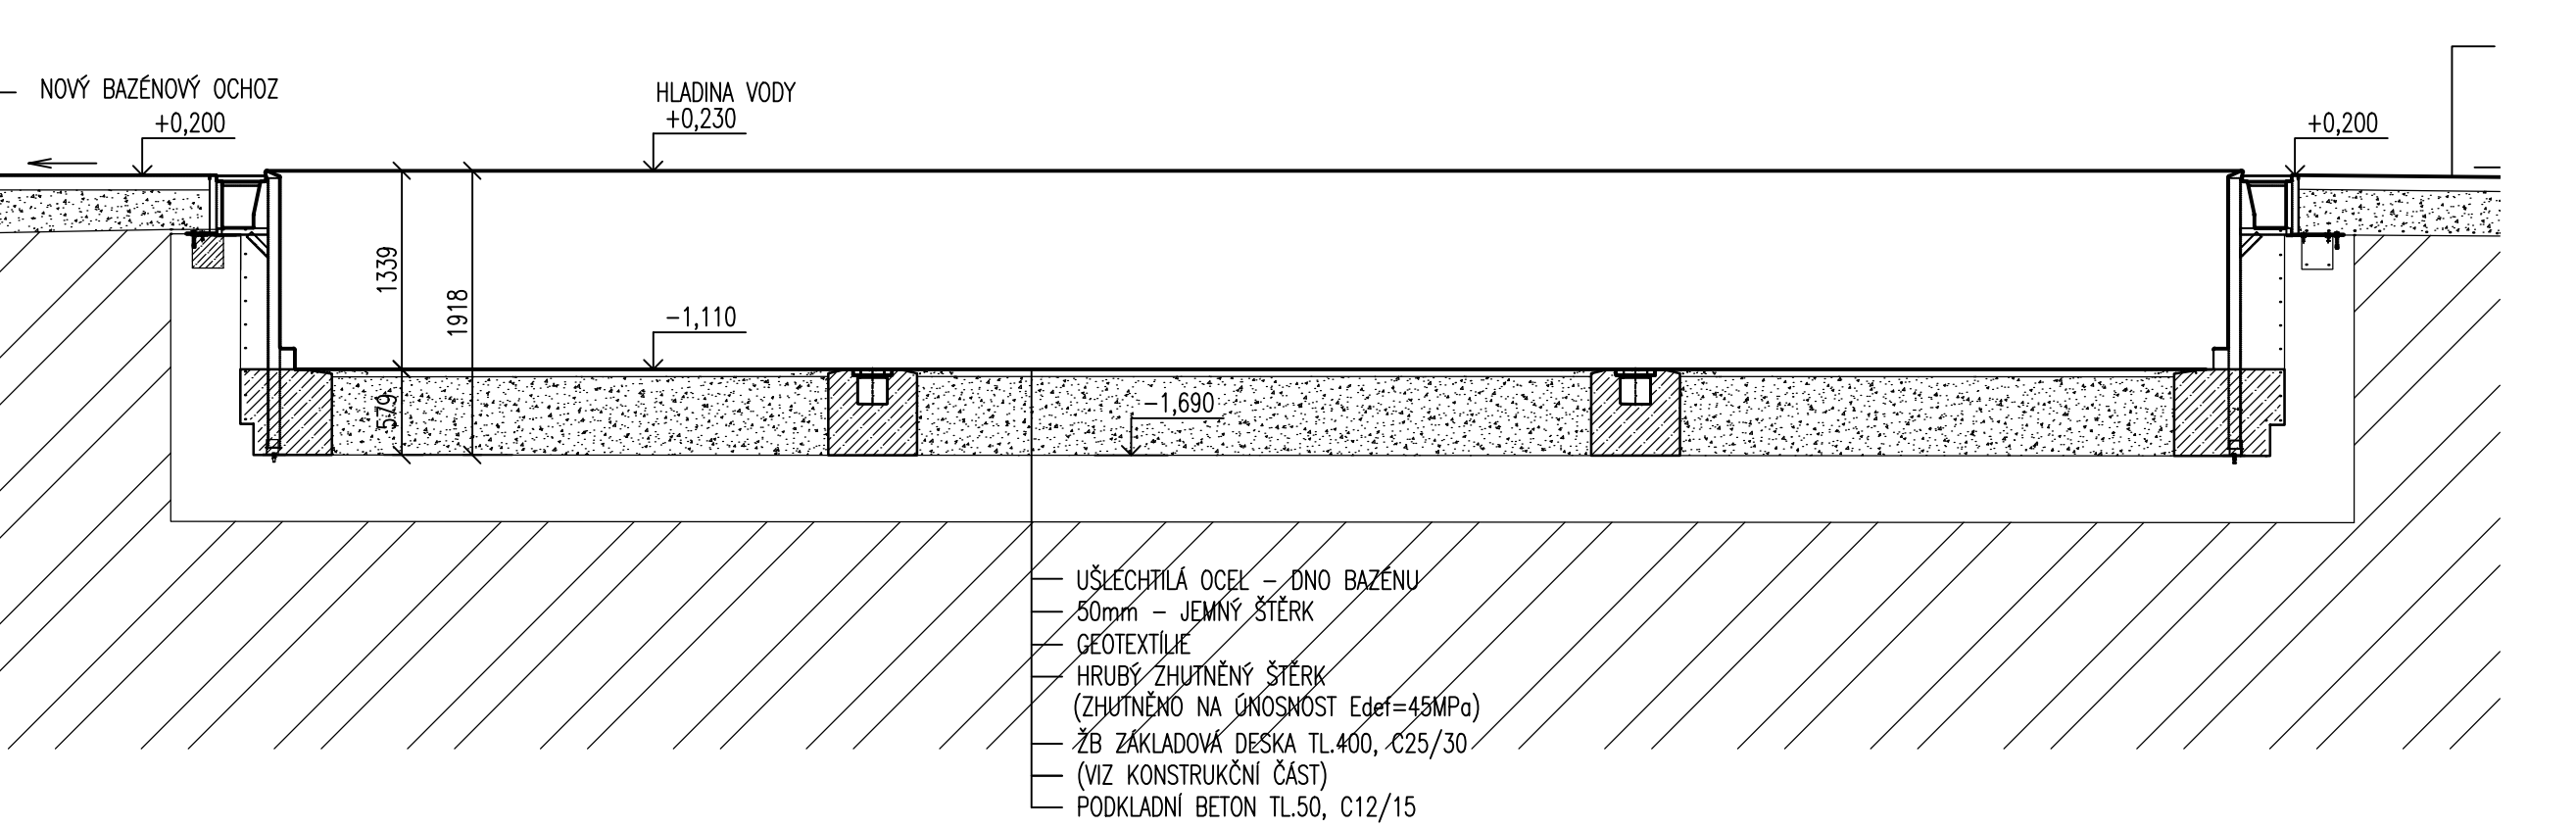 NOVÝ BAZÉNOVÝ OCHOZ
+0,200
HLADINA VODY
+0,230
+0,200
1339
1918
-1,110
579
-1,690
UŠLECHTILÁ OCEL – DNO BAZÉNU
50mm – JEMNÝ ŠTĚRK
GEOTEXTÍLIE
HRUBÝ ZHUTNĚNÝ ŠTĚRK
(ZHUTNĚNO NA ÚNOSNOST Edef=45MPa)
ŽB ZÁKLADOVÁ DESKA TL.400, C25/30
(VIZ KONSTRUKČNÍ ČÁST)
PODKLADNÍ BETON TL.50, C12/15